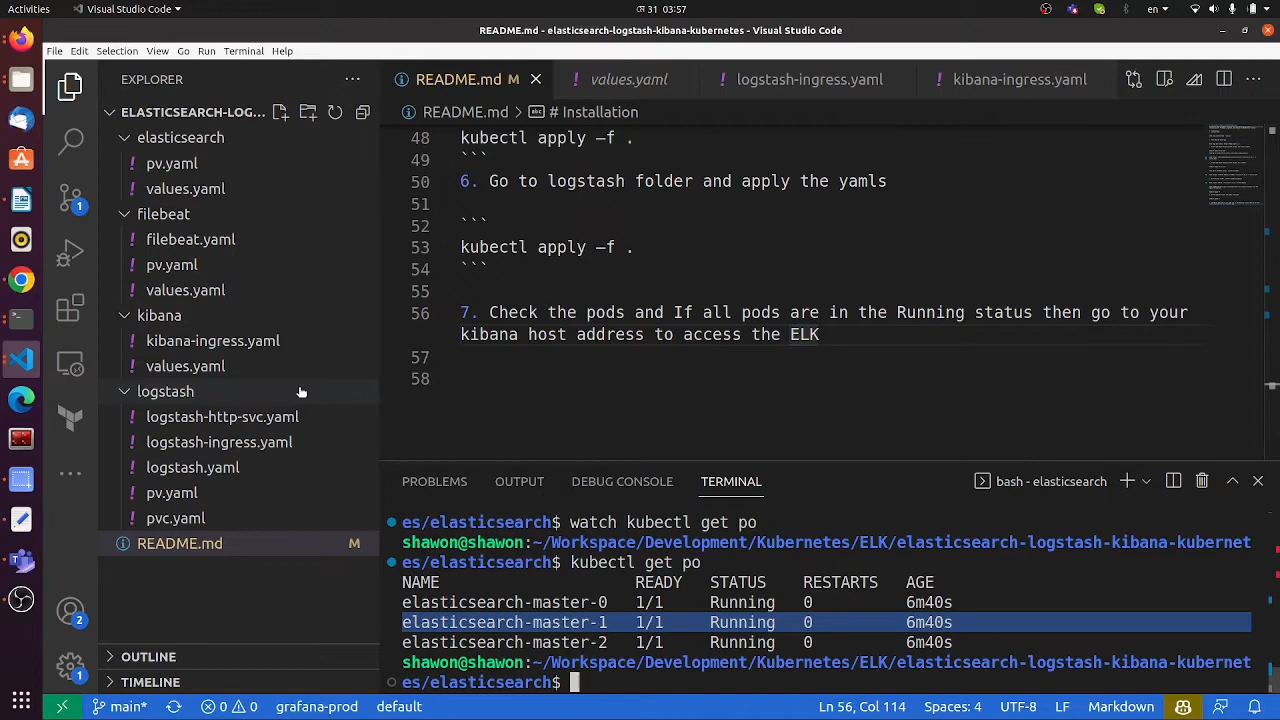 Activities
Visual Studio Code
মে 31 03:57
en
README.md - elasticsearch-logstash-kibana-kubernetes - Visual Studio Code
File Edit Selection View Go Run Terminal Help
EXPLORER
ELASTICSEARCH-LOG...
elasticsearch
pv.yaml
values.yaml
filebeat
filebeat.yaml
pv.yaml
values.yaml
kibana
kibana-ingress.yaml
values.yaml
logstash
logstash-http-svc.yaml
logstash-ingress.yaml
logstash.yaml
pv.yaml
pvc.yaml
README.md M
OUTLINE
TIMELINE
1
2
1
README.md M
values.yaml
logstash-ingress.yaml
kibana-ingress.yaml
README.md > # Installation
48 kubectl apply –f .
49 ```
50 6. Go to logstash folder and apply the yamls
51
52 ```
53 kubectl apply –f .
54 ```
55
56 7. Check the pods and If all pods are in the Running status then go to your
kibana host address to access the ELK
57
58
PROBLEMS OUTPUT DEBUG CONSOLE TERMINAL
bash - elasticsearch
es/elasticsearch$ watch kubectl get po
shawon@shawon:~/Workspace/Development/Kubernetes/ELK/elasticsearch-logstash-kibana-kubernet
es/elasticsearch$ kubectl get po
NAME READY STATUS RESTARTS AGE
elasticsearch-master-0 1/1 Running 0 6m40s
elasticsearch-master-1 1/1 Running 0 6m40s
elasticsearch-master-2 1/1 Running 0 6m40s
shawon@shawon:~/Workspace/Development/Kubernetes/ELK/elasticsearch-logstash-kibana-kubernet
es/elasticsearch$
main* 0 0 grafana-prod default Ln 56, Col 114 Spaces: 4 UTF-8 LF Markdown